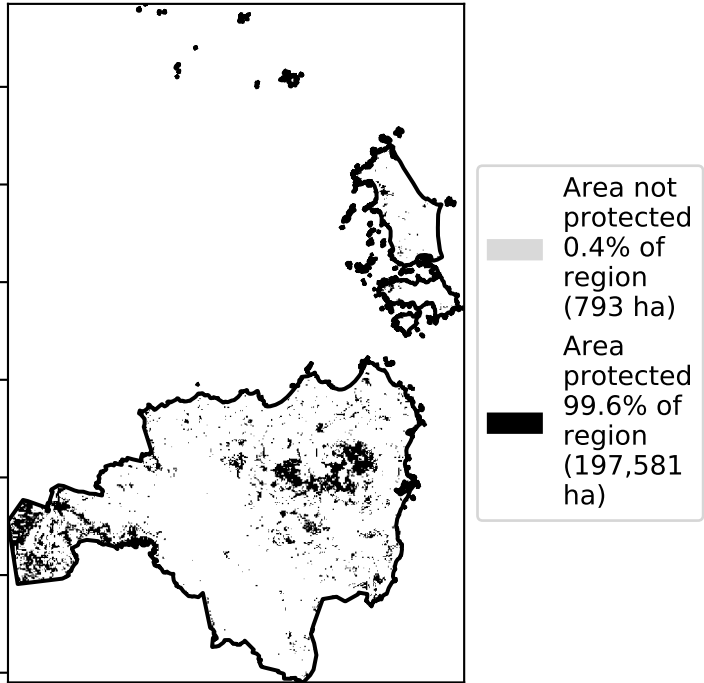 Area not
protected
0.4% of
region
(793 ha)
Area
protected
99.6% of
region
(197,581
ha)